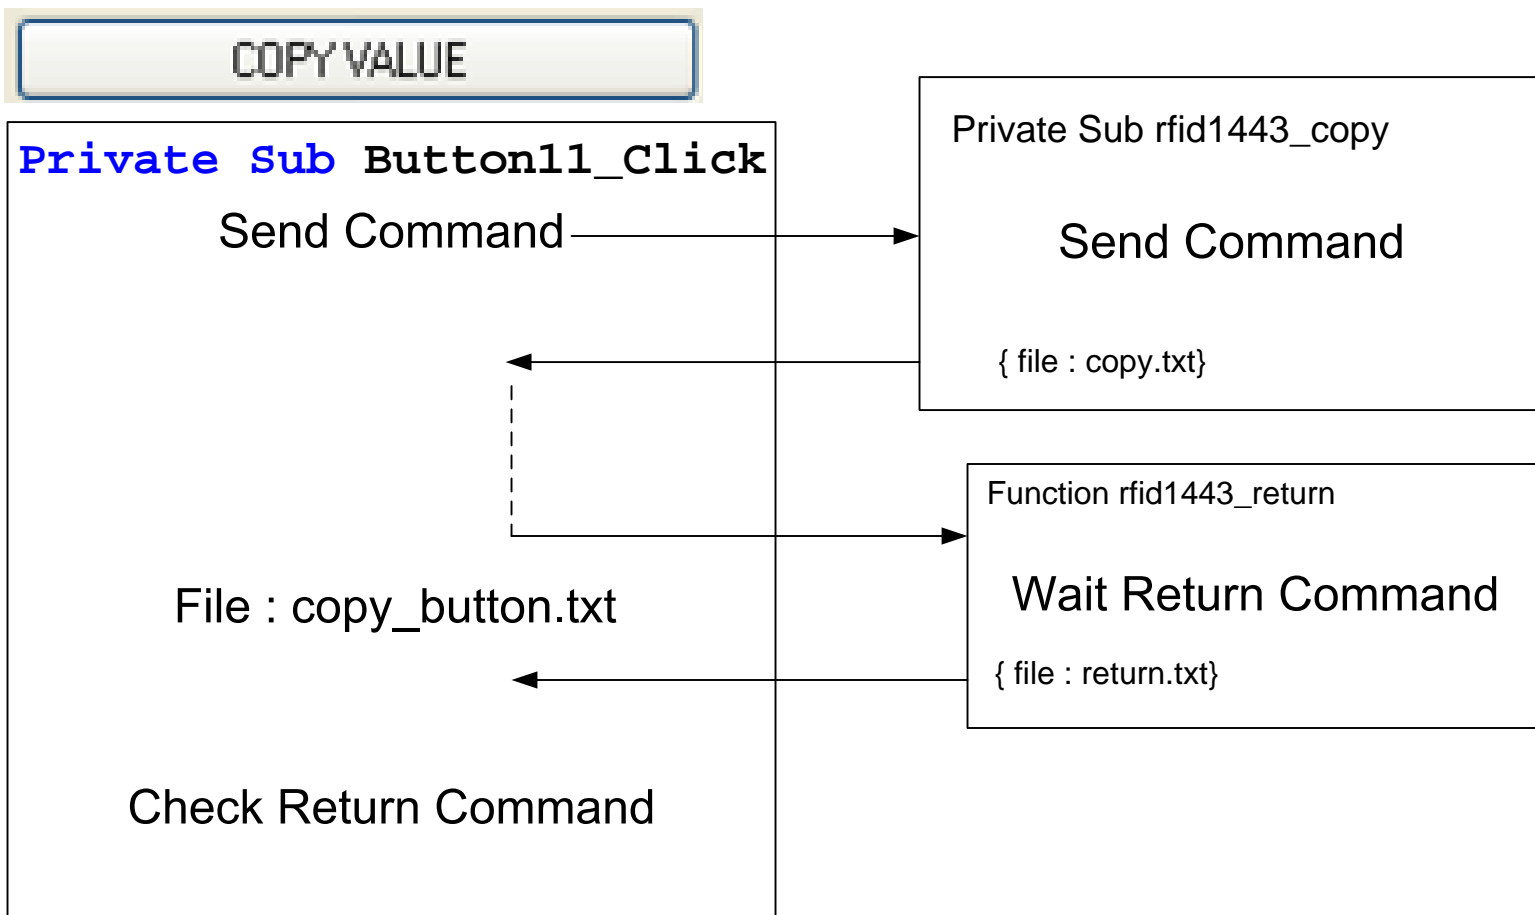 COPY VALUE
Private Sub Button11_Click
Send Command
File : copy_button.txt
Check Return Command
Private Sub rfid1443_copy
Send Command
{ file : copy.txt}
Function rfid1443_return
Wait Return Command
{ file : return.txt}